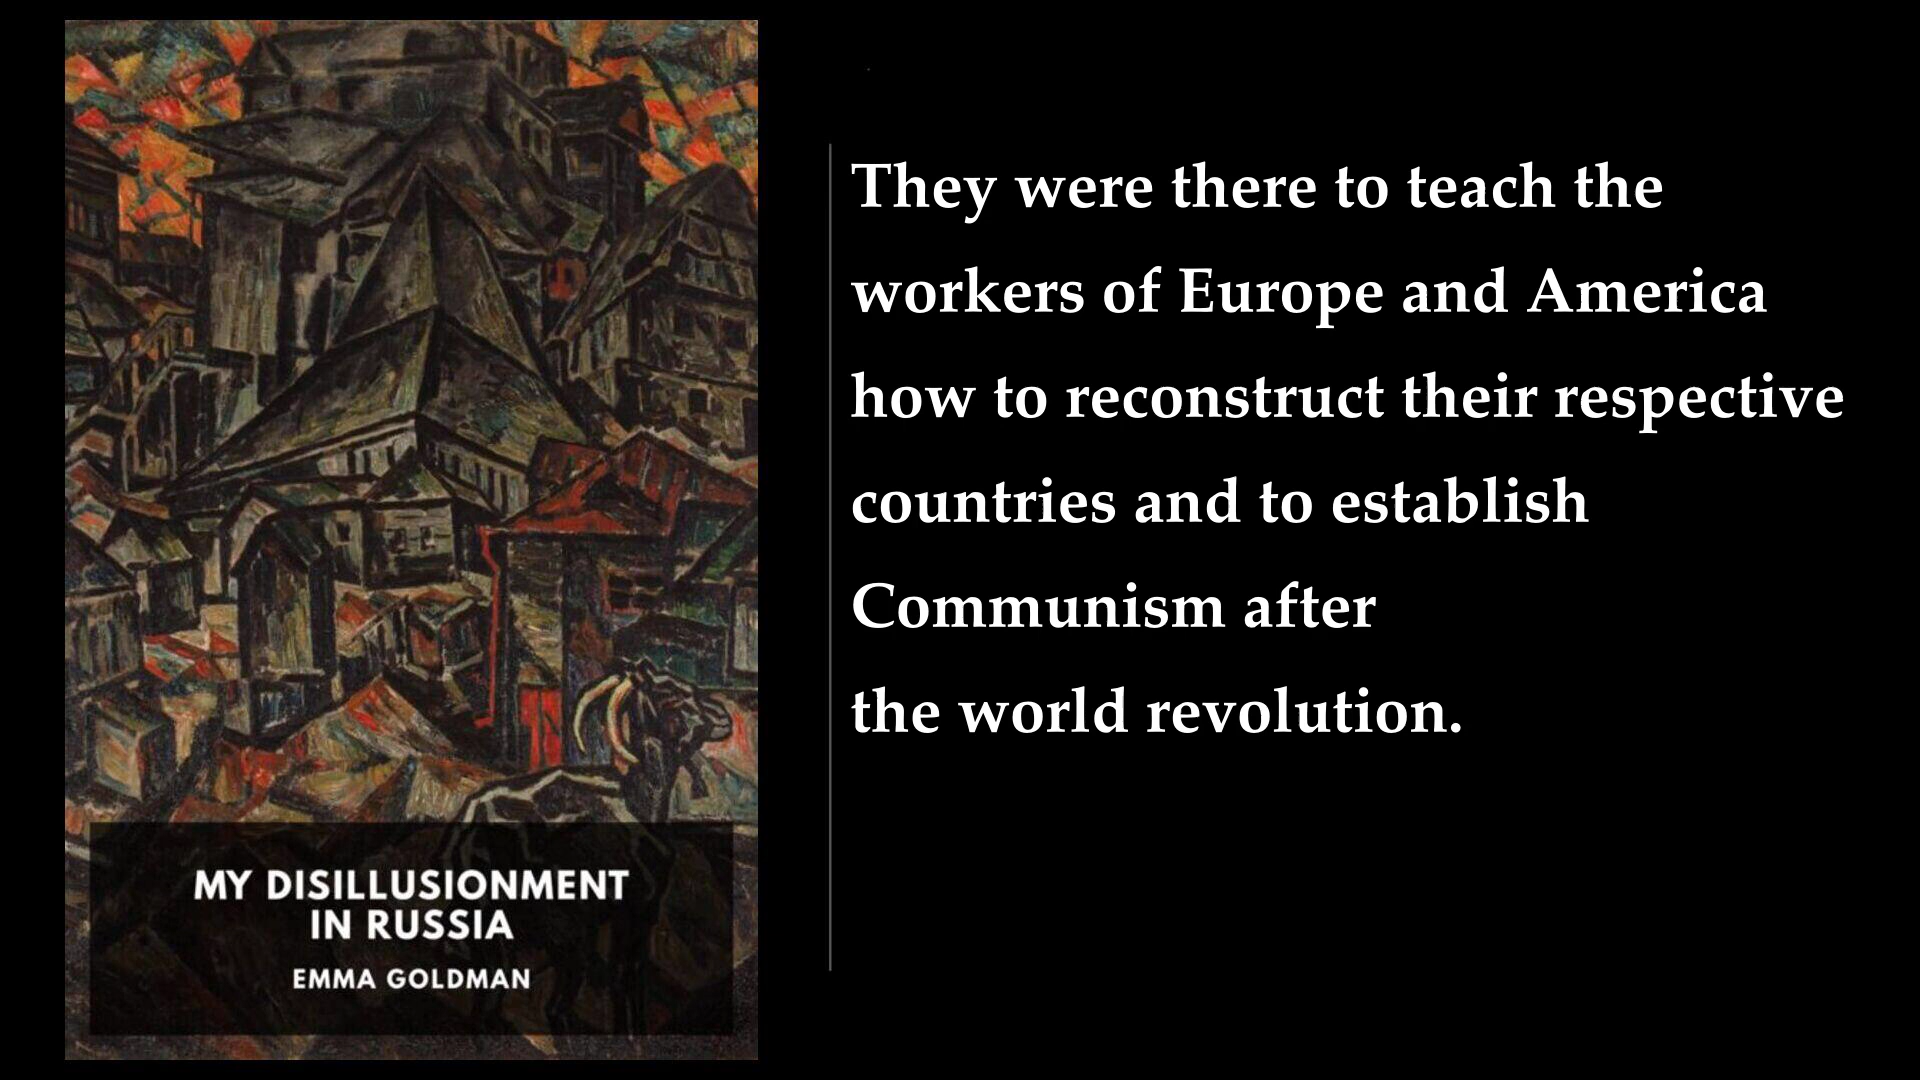 MY DISILLUSIONMENT
IN RUSSIA
EMMA GOLDMAN
They were there to teach the
workers of Europe and America
how to reconstruct their respective
countries and to establish
Communism after
the world revolution.